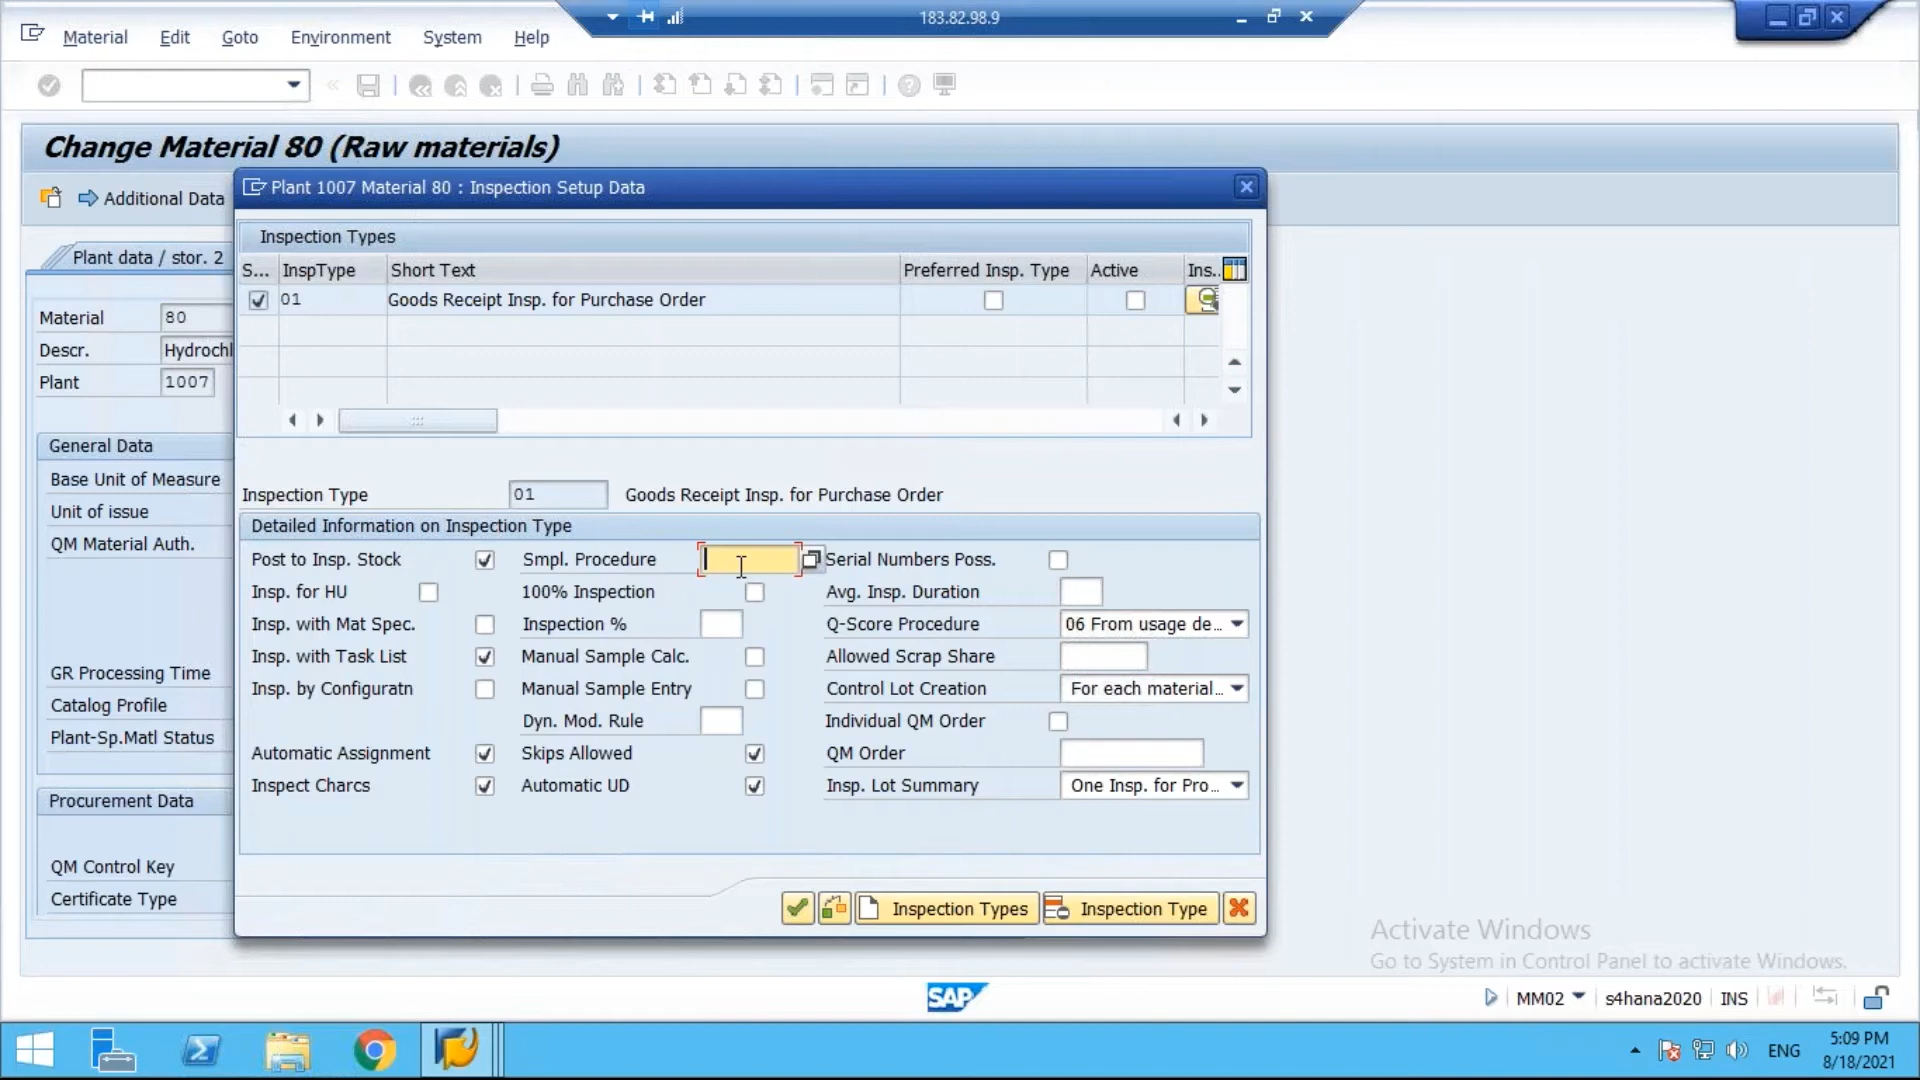 183.82.98.9
Material Edit Goto Environment System Help
Change Material 80 (Raw materials)
Additional Data
Plant 1007 Material 80 : Inspection Setup Data
Plant data / stor. 2
Inspection Types
S... InspType Short Text Preferred Insp. Type Active Ins..
01 Goods Receipt Insp. for Purchase Order
Material 80
Descr. Hydrochl
Plant 1007
General Data
Base Unit of Measure
Unit of issue
QM Material Auth.
GR Processing Time
Catalog Profile
Plant-Sp.Matl Status
Procurement Data
QM Control Key
Certificate Type
Inspection Type 01 Goods Receipt Insp. for Purchase Order
Detailed Information on Inspection Type
Post to Insp. Stock Smpl. Procedure Serial Numbers Poss.
Insp. for HU 100% Inspection Avg. Insp. Duration
Insp. with Mat Spec. Inspection % Q-Score Procedure 06 From usage de...
Insp. with Task List Manual Sample Calc. Allowed Scrap Share
Insp. by Configuratn Manual Sample Entry Control Lot Creation For each material...
Dyn. Mod. Rule Individual QM Order
Automatic Assignment Skips Allowed QM Order
Inspect Charcs Automatic UD Insp. Lot Summary One Insp. for Pro...
Inspection Types Inspection Type
Activate Windows
Go to System in Control Panel to activate Windows.
SAP
MM02 s4hana2020 INS
ENG
5:09 PM
8/18/2021